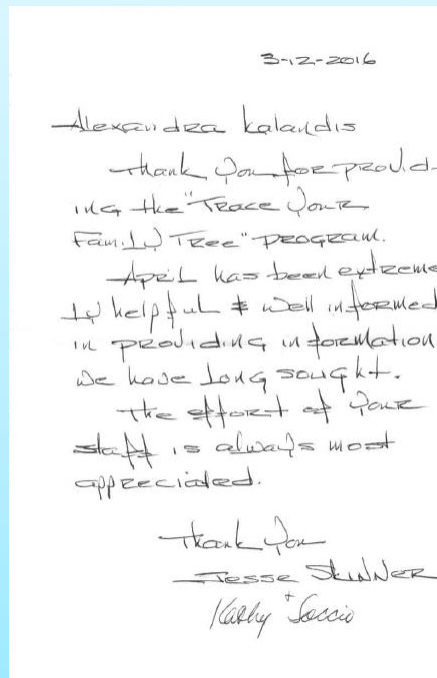 3-12-2016
Alexandra Kalandis
Thank you for provid-
ing the "Trace Your
Family Tree" program.
April has been extreme
ly helpful & well informed
in providing information
we have long sought.
The effort of your
staff is always most
appreciated.
Thank you
Jesse Skinner
+
Kathy Soccio